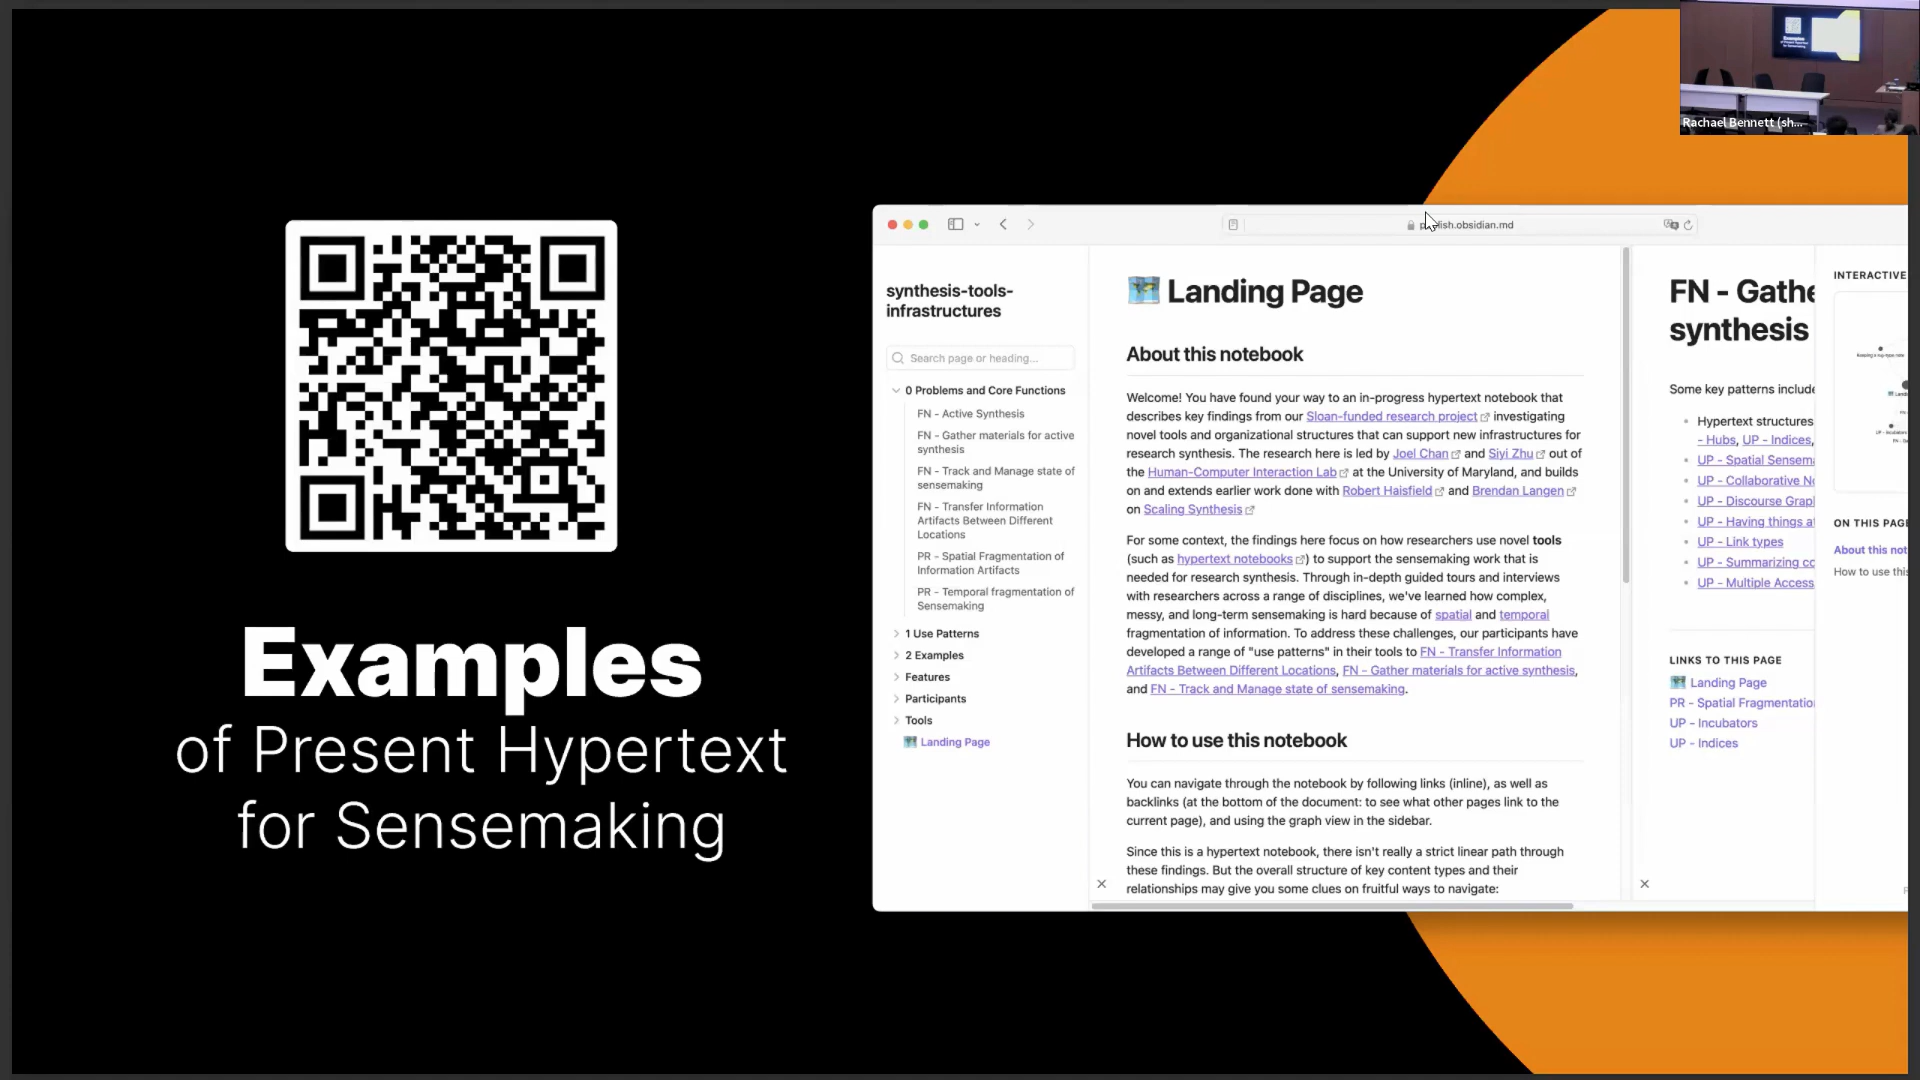 Examples
of Present Hypertext
for Sensemaking
Rachael Bennett (sh...
lish.obsidian.md
synthesis-tools-
infrastructures
Search page or heading...
0 Problems and Core Functions
FN - Active Synthesis
FN - Gather materials for active
synthesis
FN - Track and Manage state of
sensemaking
FN - Transfer Information
Artifacts Between Different
Locations
PR - Spatial Fragmentation of
Information Artifacts
PR - Temporal fragmentation of
Sensemaking
1 Use Patterns
2 Examples
Features
Participants
Tools
Landing Page
Landing Page
About this notebook
Welcome! You have found your way to an in-progress hypertext notebook that
describes key findings from our Sloan-funded research project investigating
novel tools and organizational structures that can support new infrastructures for
research synthesis. The research here is led by Joel Chan and Siyi Zhu out of
the Human-Computer Interaction Lab at the University of Maryland, and builds
on and extends earlier work done with Robert Haisfield and Brendan Langen
on Scaling Synthesis
For some context, the findings here focus on how researchers use novel tools
(such as hypertext notebooks) to support the sensemaking work that is
needed for research synthesis. Through in-depth guided tours and interviews
with researchers across a range of disciplines, we've learned how complex,
messy, and long-term sensemaking is hard because of spatial and temporal
fragmentation of information. To address these challenges, our participants have
developed a range of "use patterns" in their tools to FN - Transfer Information
Artifacts Between Different Locations, FN - Gather materials for active synthesis,
and FN - Track and Manage state of sensemaking.
How to use this notebook
You can navigate through the notebook by following links (inline), as well as
backlinks (at the bottom of the document: to see what other pages link to the
current page), and using the graph view in the sidebar.
Since this is a hypertext notebook, there isn't really a strict linear path through
these findings. But the overall structure of key content types and their
relationships may give you some clues on fruitful ways to navigate:
FN - Gathe
synthesis
Some key patterns include
Hypertext structures
- Hubs, UP - Indices,
UP - Spatial Sensem
UP - Collaborative No
UP - Discourse Grap
UP - Having things a
UP - Link types
UP - Summarizing co
UP - Multiple Access
LINKS TO THIS PAGE
Landing Page
PR - Spatial Fragmentatio
UP - Incubators
UP - Indices
INTERACTIVE
ON THIS PAG
About this not
How to use this